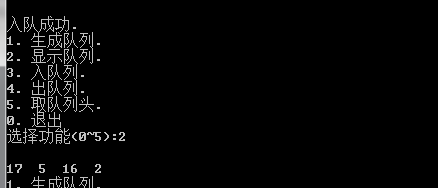 入队成功.
1. 生成队列.
2. 显示队列.
3. 入队列.
4. 出队列.
5. 取队列头.
0. 退出
选择功能(0~5):2
17 5 16 2
1. 生成队列.